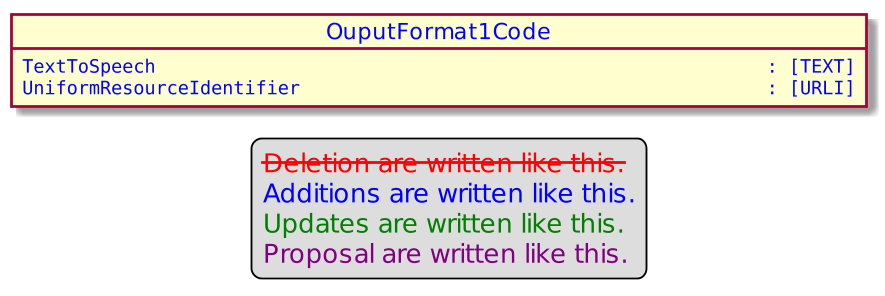 OuputFormat1Code
TextToSpeech : [TEXT]
UniformResourceIdentifier : [URLI]
Deletion are written like this.
Additions are written like this.
Updates are written like this.
Proposal are written like this.